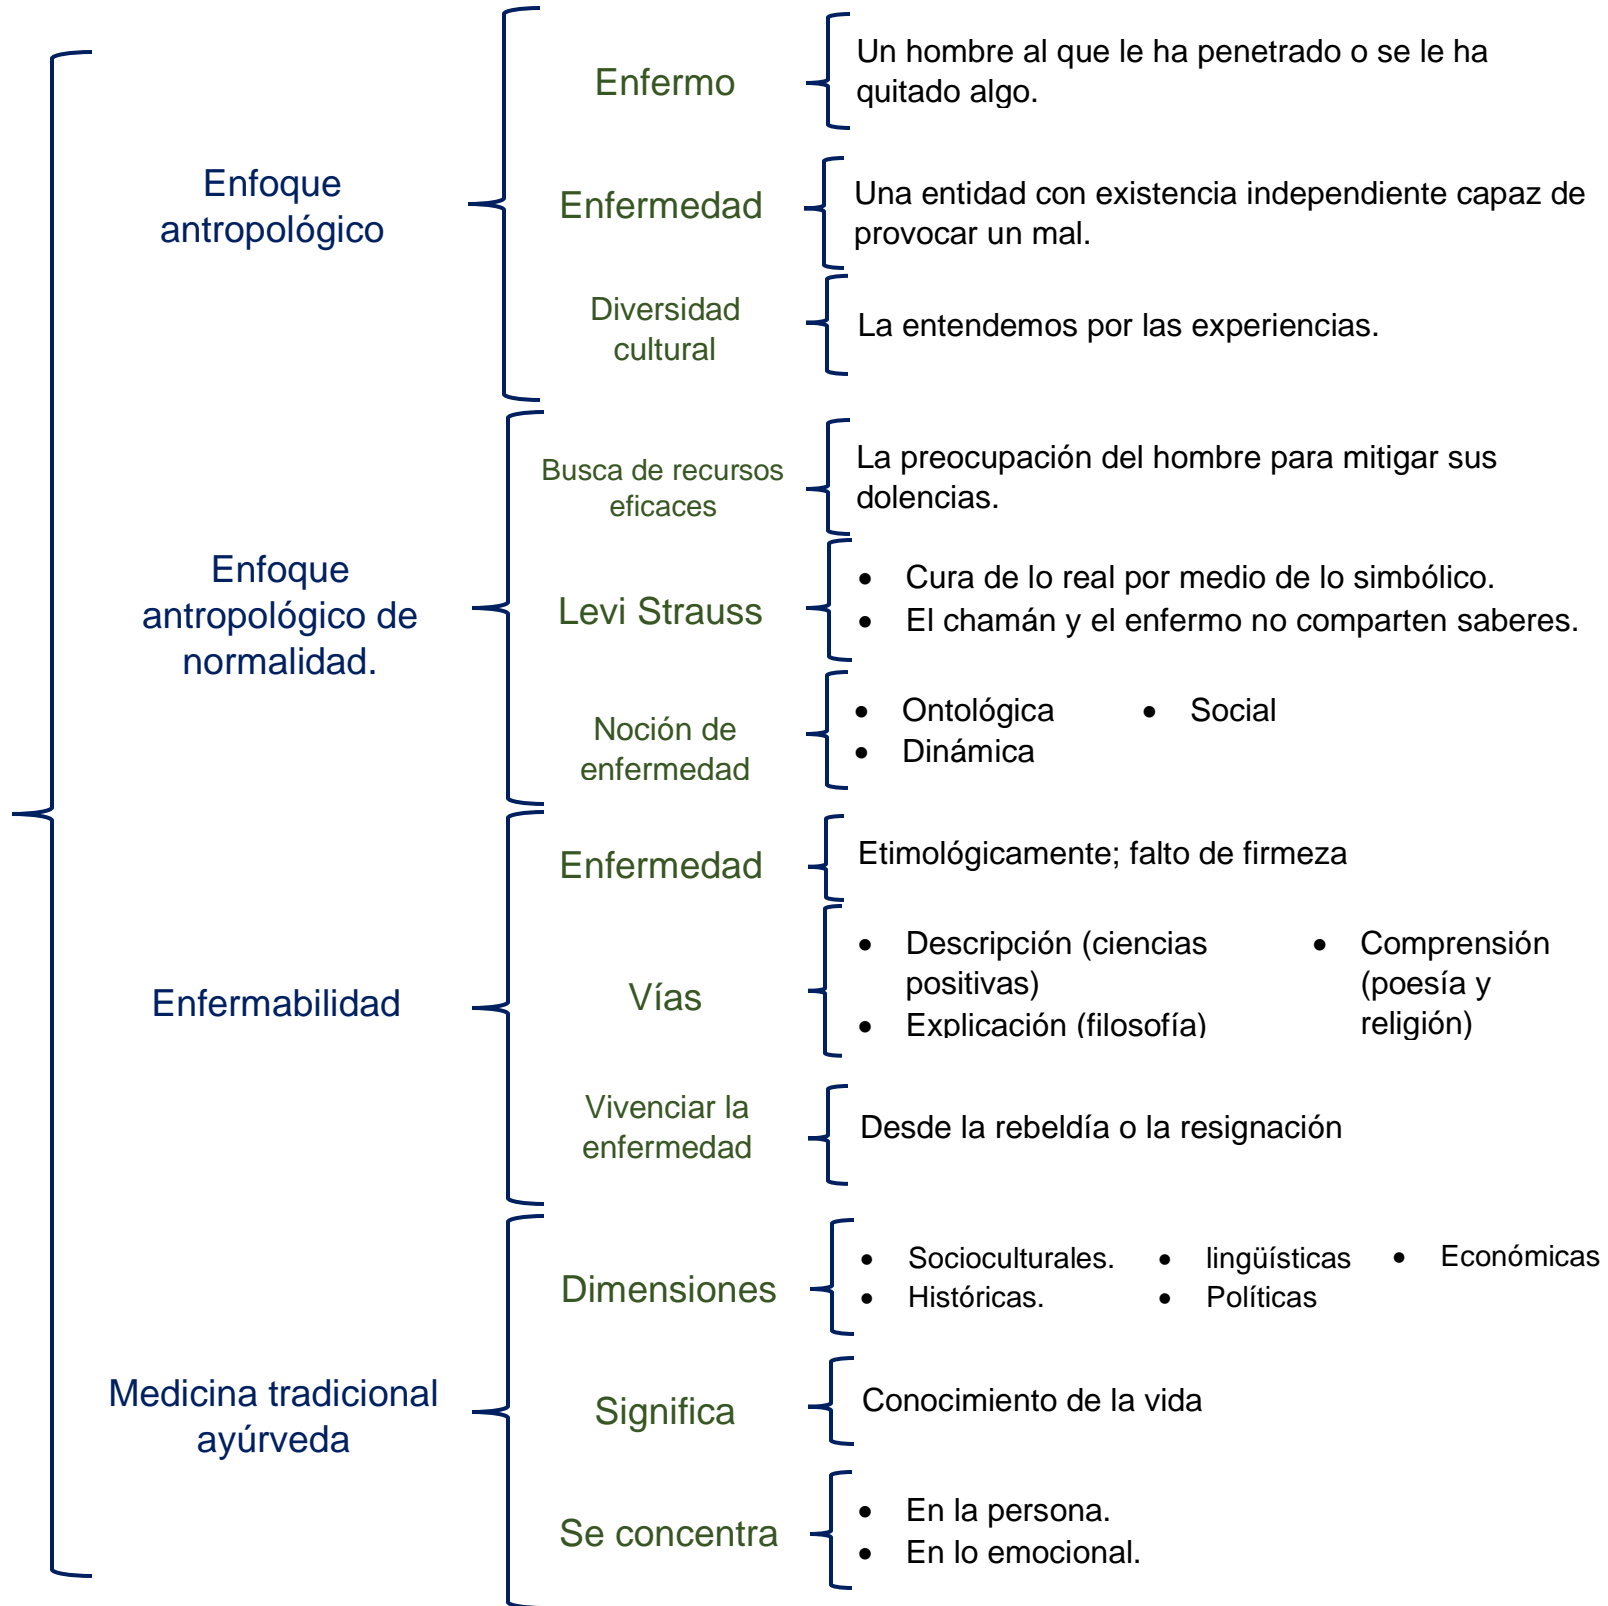 Enfoque
antropológico
Enfermo
Un hombre al que le ha penetrado o se le ha
quitado algo.
Enfermedad
Una entidad con existencia independiente capaz de
provocar un mal.
Diversidad
cultural
La entendemos por las experiencias.
Enfoque
antropológico de
normalidad.
Busca de recursos
eficaces
La preocupación del hombre para mitigar sus
dolencias.
Levi Strauss
• Cura de lo real por medio de lo simbólico.
• El chamán y el enfermo no comparten saberes.
Noción de
enfermedad
• Ontológica
• Dinámica
• Social
Enfermabilidad
Enfermedad
Etimológicamente; falto de firmeza
Vías
• Descripción (ciencias
positivas)
• Explicación (filosofía)
• Comprensión
(poesía y
religión)
Vivenciar la
enfermedad
Desde la rebeldía o la resignación
Medicina tradicional
ayúrveda
Dimensiones
• Socioculturales.
• Históricas.
• lingüísticas
• Políticas
• Económicas
Significa
Conocimiento de la vida
Se concentra
• En la persona.
• En lo emocional.